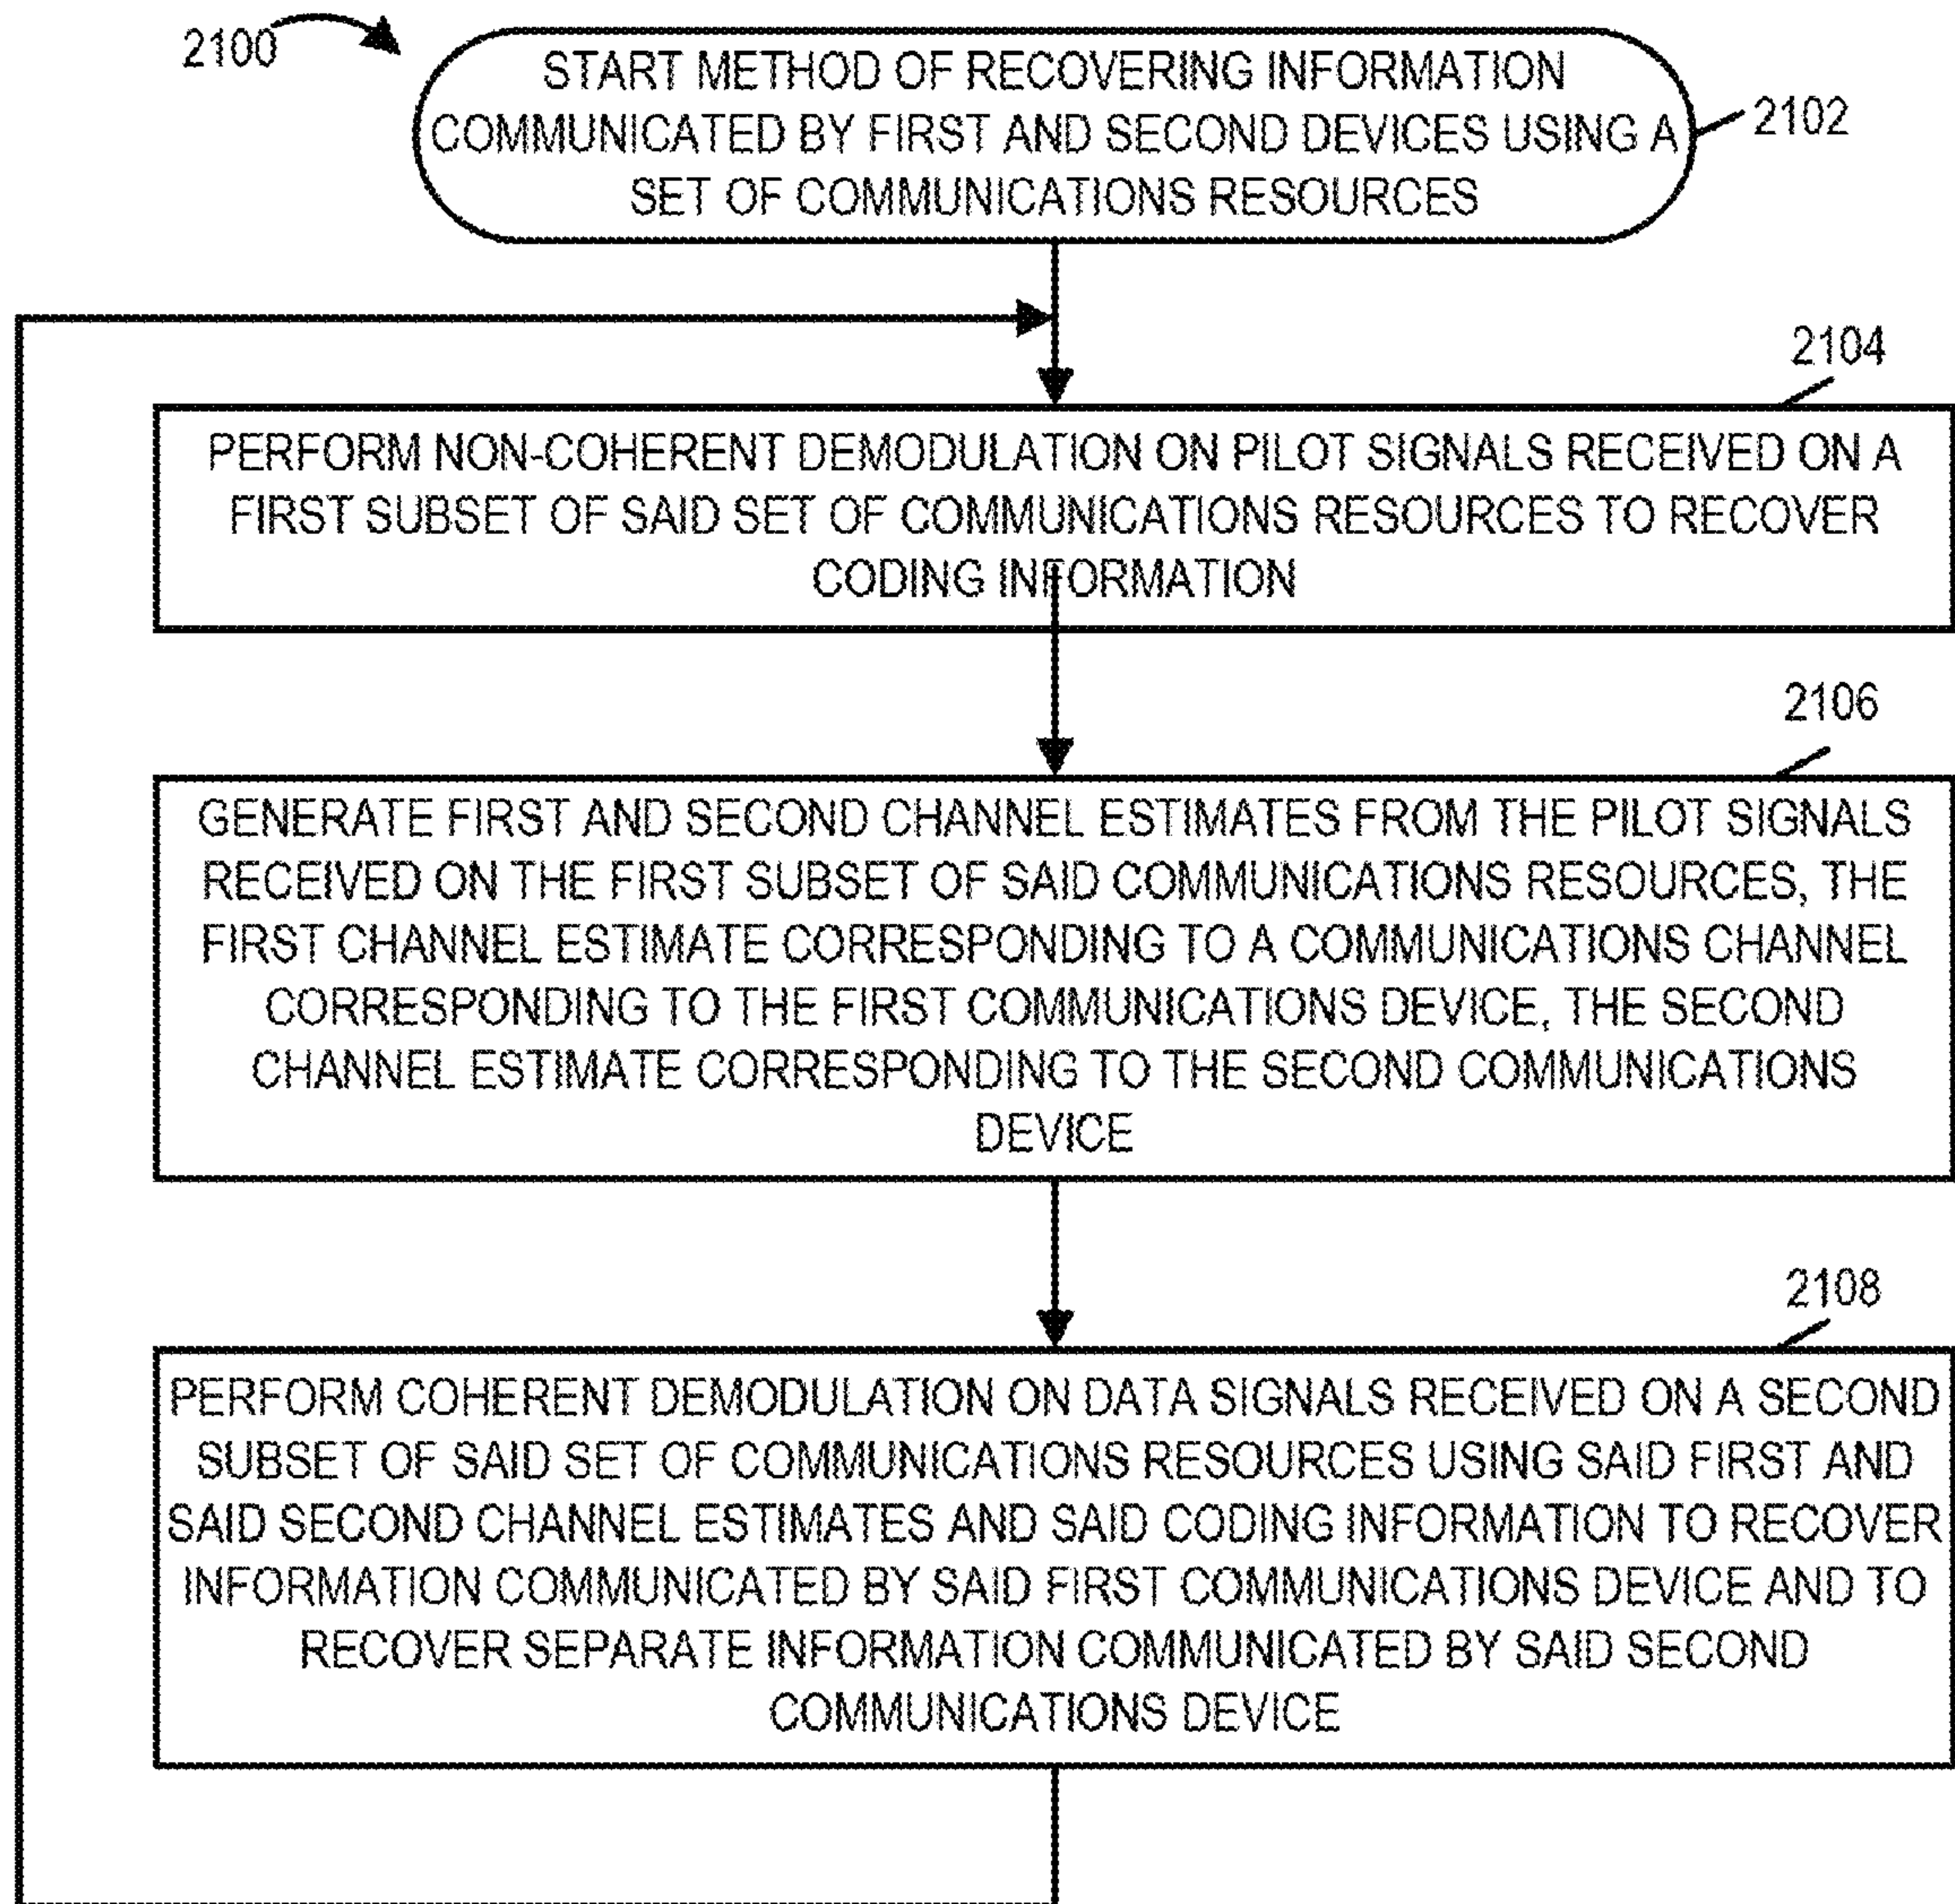 2100
START METHOD OF RECOVERING INFORMATION
COMMUNICATED BY FIRST AND SECOND DEVICES USING A
SET OF COMMUNICATIONS RESOURCES
2102
2104
PERFORM NON-COHERENT DEMODULATION ON PILOT SIGNALS RECEIVED ON A
FIRST SUBSET OF SAID SET OF COMMUNICATIONS RESOURCES TO RECOVER
CODING INFORMATION
2106
GENERATE FIRST AND SECOND CHANNEL ESTIMATES FROM THE PILOT SIGNALS
RECEIVED ON THE FIRST SUBSET OF SAID COMMUNICATIONS RESOURCES, THE
FIRST CHANNEL ESTIMATE CORRESPONDING TO A COMMUNICATIONS CHANNEL
CORRESPONDING TO THE FIRST COMMUNICATIONS DEVICE, THE SECOND
CHANNEL ESTIMATE CORRESPONDING TO THE SECOND COMMUNICATIONS
DEVICE
2108
PERFORM COHERENT DEMODULATION ON DATA SIGNALS RECEIVED ON A SECOND
SUBSET OF SAID SET OF COMMUNICATIONS RESOURCES USING SAID FIRST AND
SAID SECOND CHANNEL ESTIMATES AND SAID CODING INFORMATION TO RECOVER
INFORMATION COMMUNICATED BY SAID FIRST COMMUNICATIONS DEVICE AND TO
RECOVER SEPARATE INFORMATION COMMUNICATED BY SAID SECOND
COMMUNICATIONS DEVICE